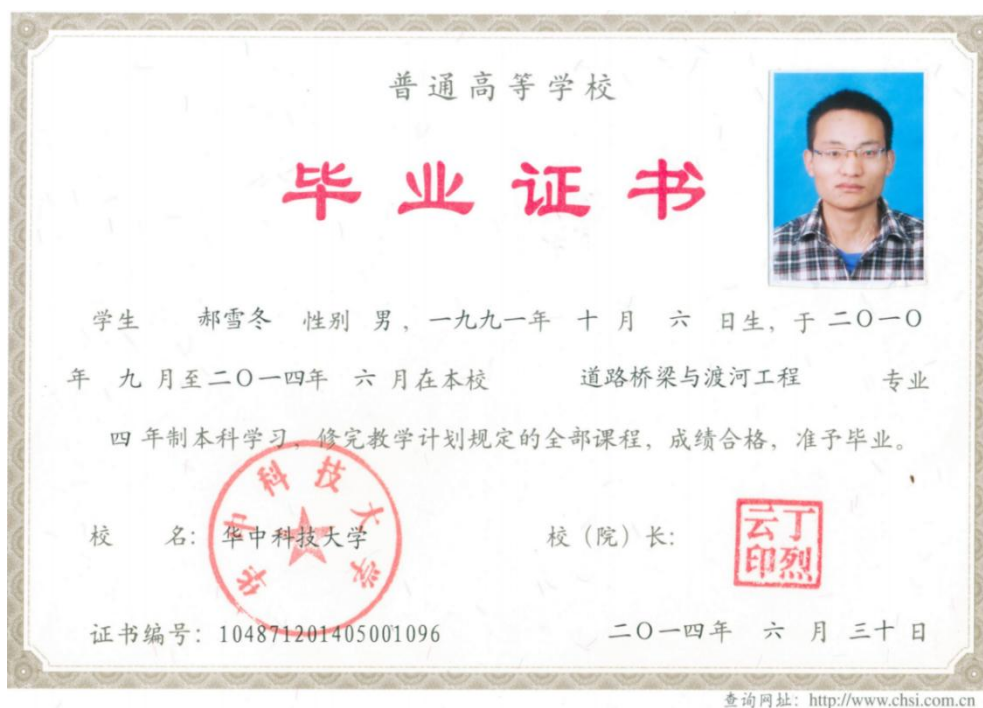 普通高等学校
毕业证书
学生 郝雪冬 性别 男，一九九一年 十 月 六 日生，于 二〇一〇
年 九 月至二〇一四年 六 月在本校 道路桥梁与渡河工程 专业
四 年制本科学习，修完教学计划规定的全部课程，成绩合格，准予毕业。
华中科技大学
校 名：华中科技大学 校（院）长：
丁烈云印
证书编号：104871201405001096 二〇一四年 六 月 三十 日
查询网址：http://www.chsi.com.cn